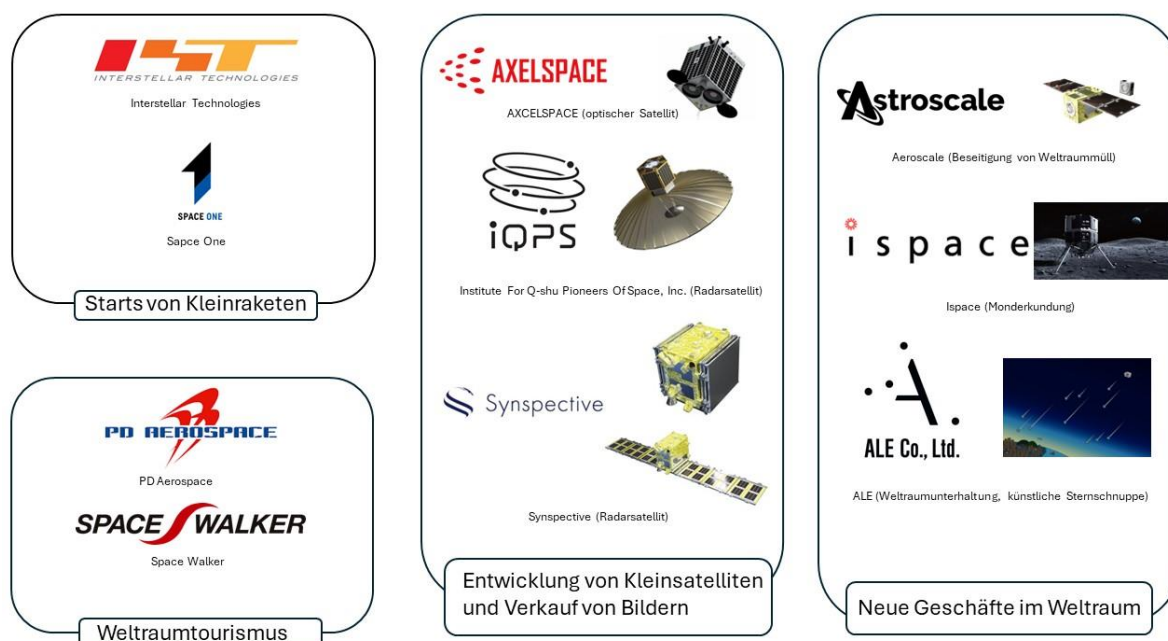 IST
INTERSTELLAR TECHNOLOGIES
Interstellar Technologies
SPACE ONE
Sapce One
Starts von Kleinraketen
PD AEROSPACE
PD Aerospace
SPACE WALKER
Space Walker
Weltraumtourismus
AXELSPACE
AXCELSPACE (optischer Satellit)
iQPS
Institute For Q-shu Pioneers Of Space, Inc. (Radarsatellit)
Synspective
Synspective (Radarsatellit)
Entwicklung von Kleinsatelliten
und Verkauf von Bildern
Astroscale
Aeroscale (Beseitigung von Weltraummüll)
ispace
Ispace (Monderkundung)
ALE Co., Ltd.
ALE (Weltraumunterhaltung, künstliche Sternschnuppe)
Neue Geschäfte im Weltraum